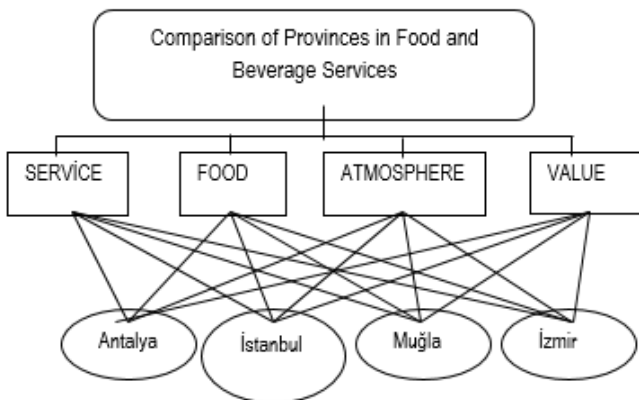 Comparison of Provinces in Food and
Beverage Services
SERVİCE FOOD ATMOSPHERE VALUE
Antalya İstanbul Muğla İzmir